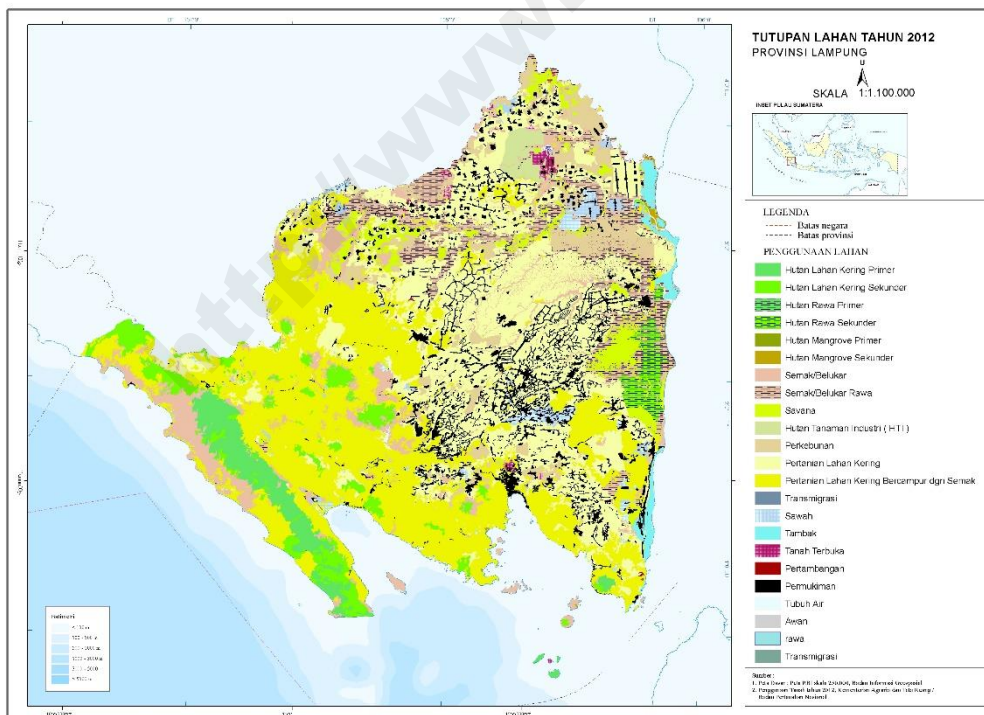 TUTUPAN LAHAN TAHUN 2012
PROVINSI LAMPUNG
U
SKALA 1:1.100.000
INSET PULAU SUMATERA
LEGENDA
Batas negara
Batas provinsi
PENGGUNAAN LAHAN
Hutan Lahan Kering Primer
Hutan Lahan Kering Sekunder
Hutan Rawa Primer
Hutan Rawa Sekunder
Hutan Mangrove Primer
Hutan Mangrove Sekunder
Semak/Belukar
Semak/Belukar Rawa
Savana
Hutan Tanaman Industri ( HTI )
Perkebunan
Pertanian Lahan Kering
Pertanian Lahan Kering Bercampur dgn Semak
Transmigrasi
Sawah
Tambak
Tanah Terbuka
Pertambangan
Permukiman
Tubuh Air
Awan
rawa
Transmigrasi
Sumber :
http://www.